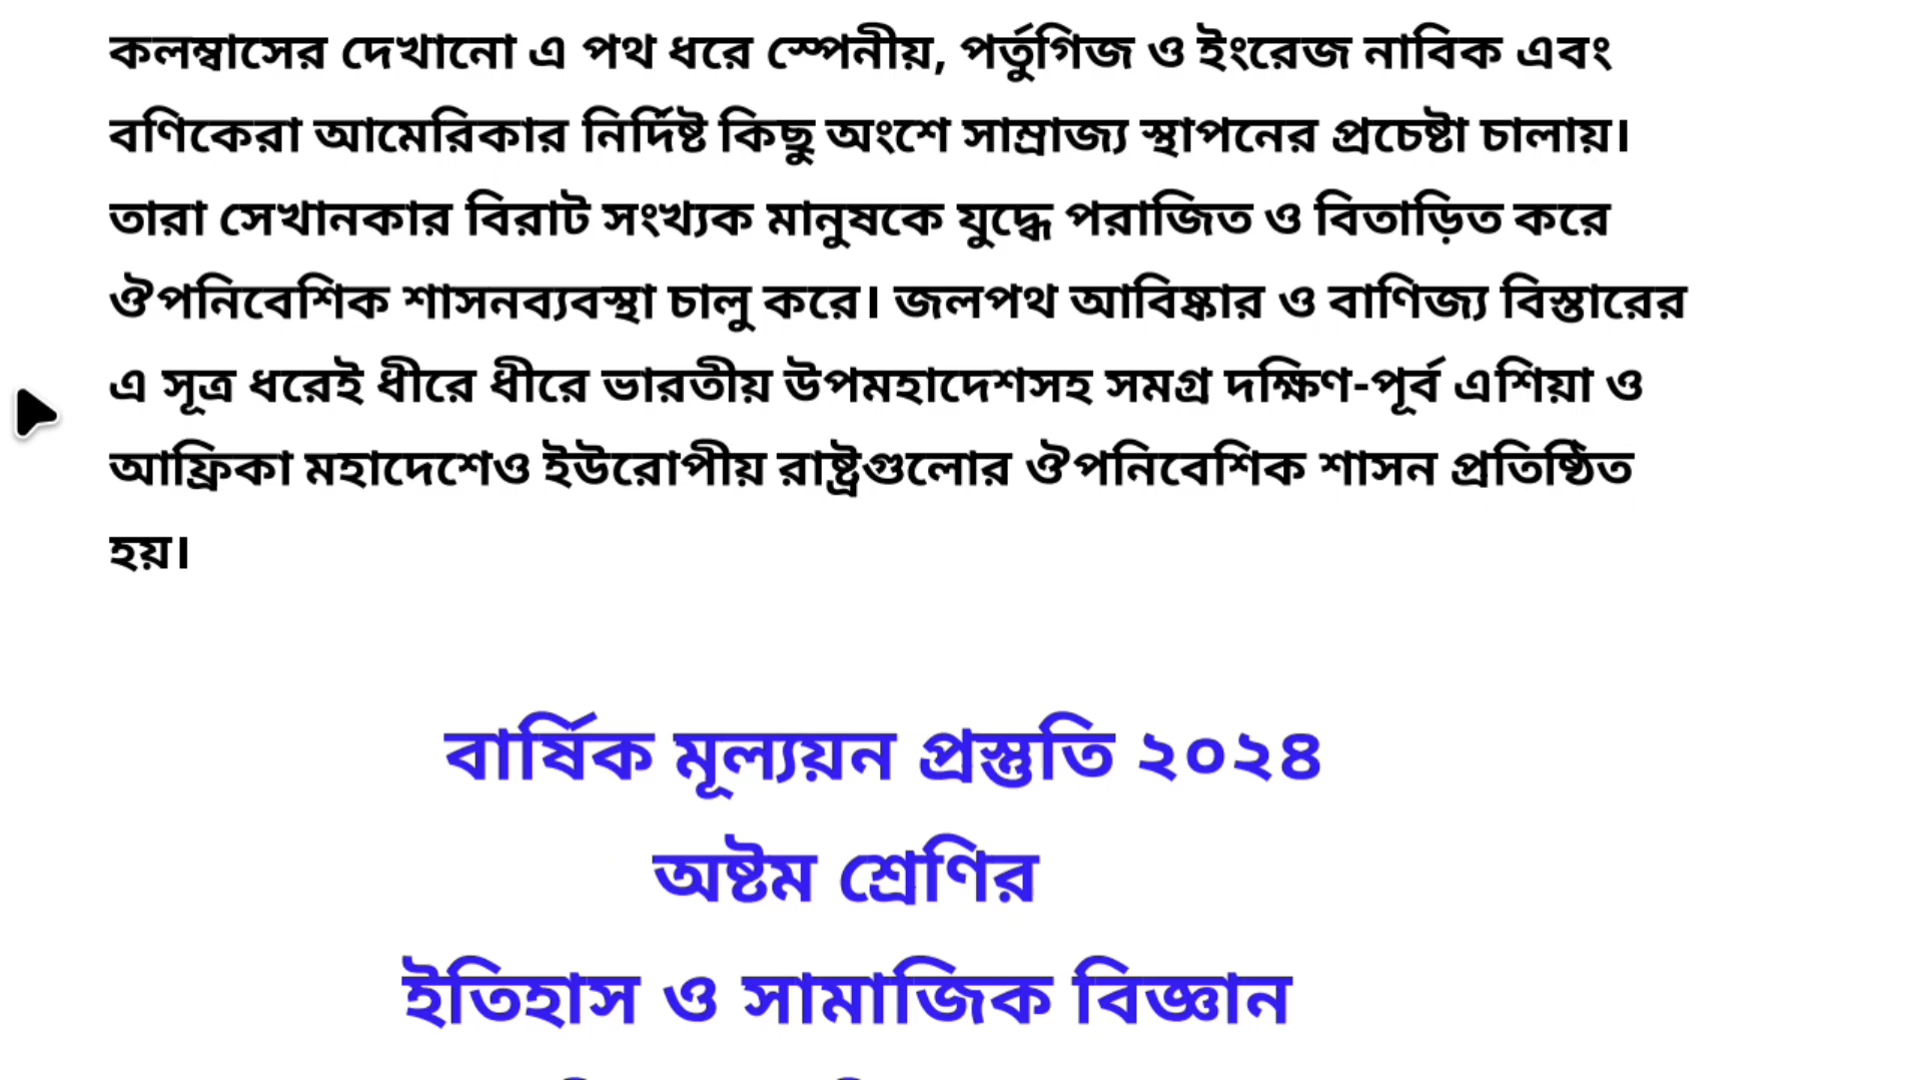 কলম্বাসের দেখানো এ পথ ধরে স্পেনীয়, পর্তুগিজ ও ইংরেজ নাবিক এবং
বণিকেরা আমেরিকার নির্দিষ্ট কিছু অংশে সাম্রাজ্য স্থাপনের প্রচেষ্টা চালায়।
তারা সেখানকার বিরাট সংখ্যক মানুষকে যুদ্ধে পরাজিত ও বিতাড়িত করে
ঔপনিবেশিক শাসনব্যবস্থা চালু করে। জলপথ আবিষ্কার ও বাণিজ্য বিস্তারের
এ সূত্র ধরেই ধীরে ধীরে ভারতীয় উপমহাদেশসহ সমগ্র দক্ষিণ-পূর্ব এশিয়া ও
আফ্রিকা মহাদেশেও ইউরোপীয় রাষ্ট্রগুলোর ঔপনিবেশিক শাসন প্রতিষ্ঠিত
হয়।
বার্ষিক মূল্যয়ন প্রস্তুতি ২০২৪
অষ্টম শ্রেণির
ইতিহাস ও সামাজিক বিজ্ঞান